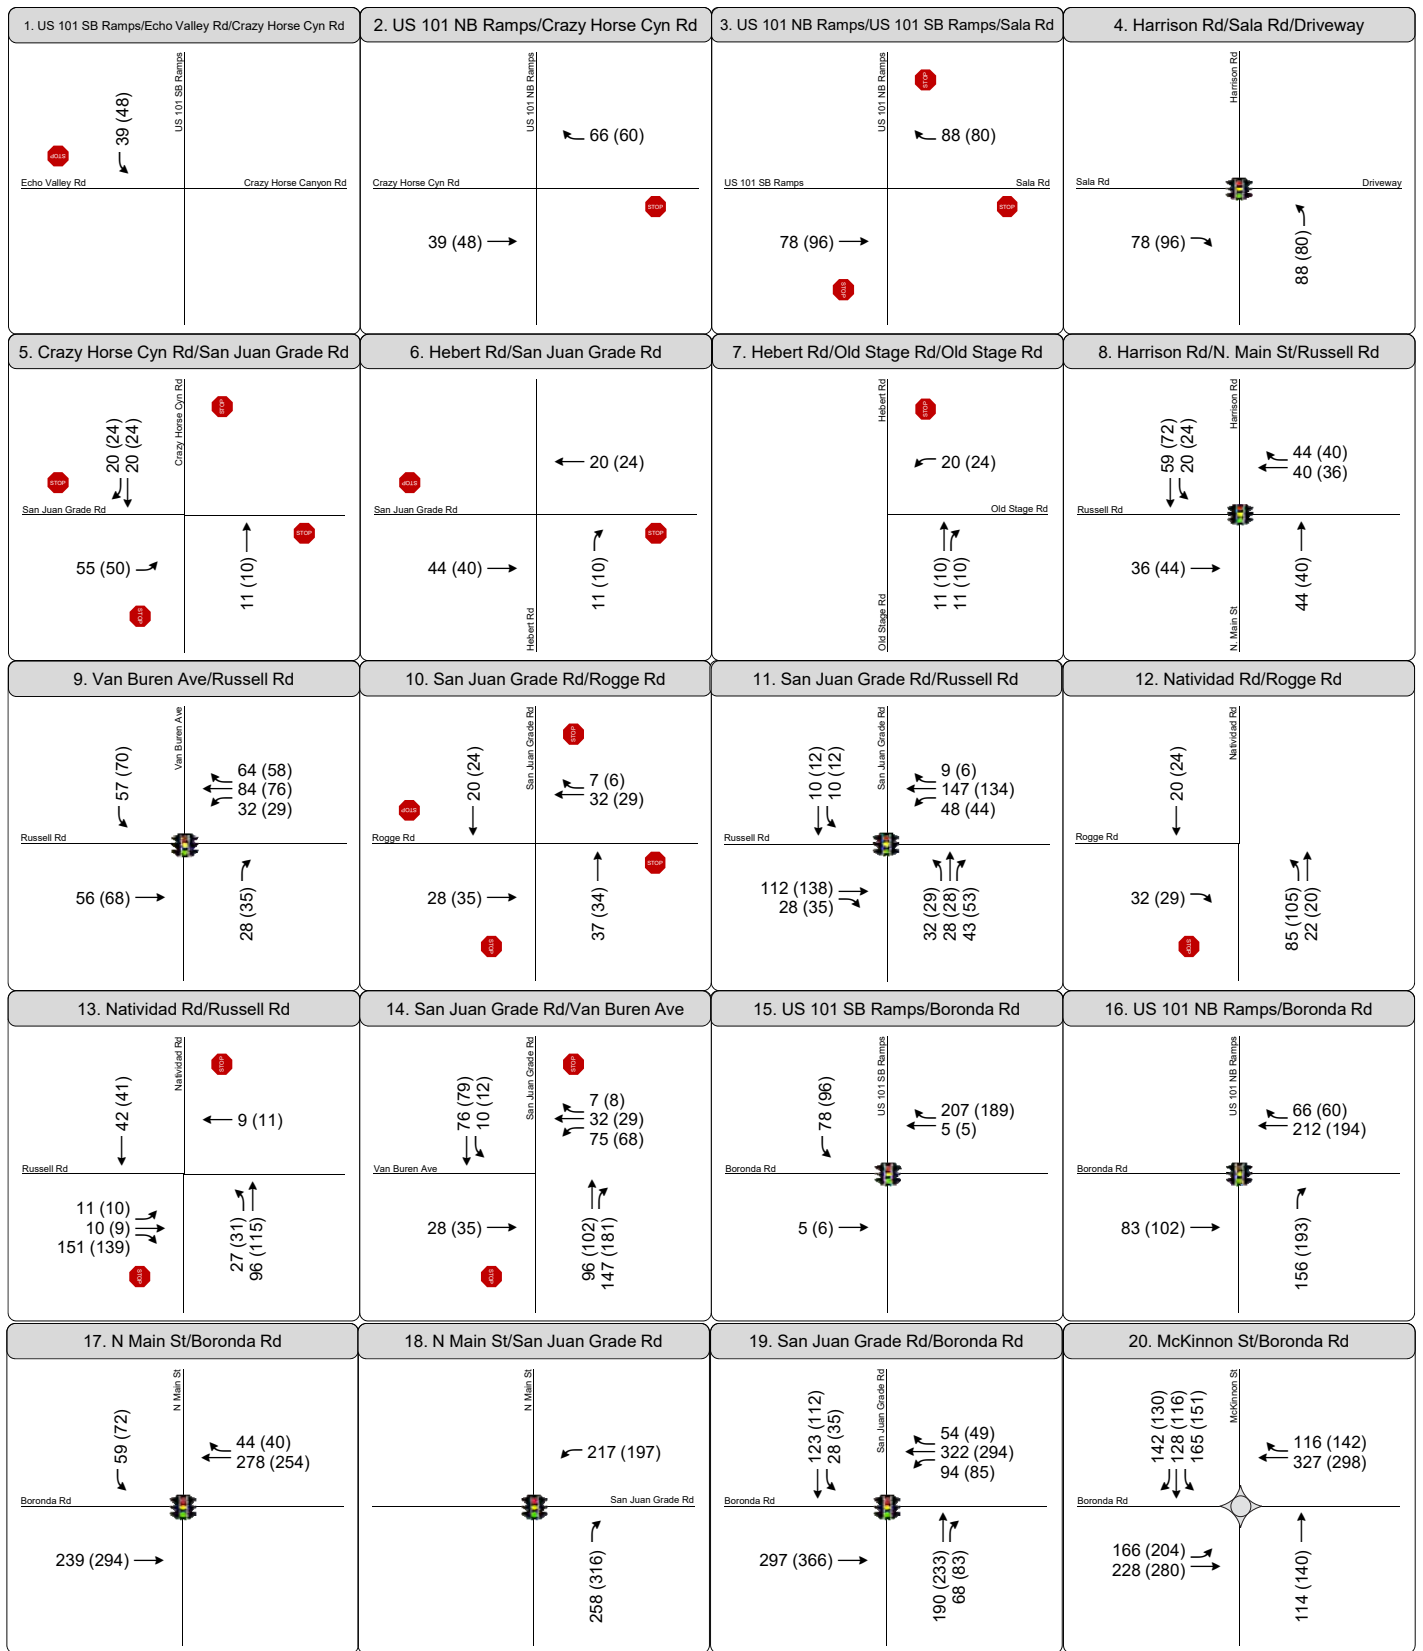 1. US 101 SB Ramps/Echo Valley Rd/Crazy Horse Cyn Rd
US 101 SB Ramps
39 (48)
STOP
Echo Valley Rd
Crazy Horse Canyon Rd
2. US 101 NB Ramps/Crazy Horse Cyn Rd
US 101 NB Ramps
66 (60)
Crazy Horse Cyn Rd
STOP
39 (48)
3. US 101 NB Ramps/US 101 SB Ramps/Sala Rd
US 101 NB Ramps
STOP
88 (80)
US 101 SB Ramps
Sala Rd
STOP
78 (96)
STOP
4. Harrison Rd/Sala Rd/Driveway
Harrison Rd
Sala Rd
Driveway
78 (96)
88 (80)
5. Crazy Horse Cyn Rd/San Juan Grade Rd
Crazy Horse Cyn Rd
STOP
20 (24)
20 (24)
STOP
San Juan Grade Rd
STOP
55 (50)
11 (10)
STOP
6. Hebert Rd/San Juan Grade Rd
20 (24)
STOP
San Juan Grade Rd
STOP
44 (40)
11 (10)
Hebert Rd
7. Hebert Rd/Old Stage Rd/Old Stage Rd
Hebert Rd
STOP
20 (24)
Old Stage Rd
11 (10)
11 (10)
Old Stage Rd
8. Harrison Rd/N. Main St/Russell Rd
Harrison Rd
59 (72)
20 (24)
44 (40)
40 (36)
Russell Rd
36 (44)
44 (40)
N. Main St
9. Van Buren Ave/Russell Rd
Van Buren Ave
57 (70)
64 (58)
84 (76)
32 (29)
Russell Rd
56 (68)
28 (35)
10. San Juan Grade Rd/Rogge Rd
San Juan Grade Rd
STOP
20 (24)
7 (6)
32 (29)
STOP
Rogge Rd
STOP
28 (35)
37 (34)
STOP
11. San Juan Grade Rd/Russell Rd
San Juan Grade Rd
10 (12)
10 (12)
9 (6)
147 (134)
48 (44)
Russell Rd
112 (138)
28 (35)
32 (29)
28 (28)
43 (53)
12. Natividad Rd/Rogge Rd
Natividad Rd
20 (24)
Rogge Rd
32 (29)
85 (105)
22 (20)
STOP
13. Natividad Rd/Russell Rd
Natividad Rd
STOP
42 (41)
9 (11)
Russell Rd
11 (10)
10 (9)
151 (139)
27 (31)
96 (115)
STOP
14. San Juan Grade Rd/Van Buren Ave
San Juan Grade Rd
STOP
76 (79)
10 (12)
7 (8)
32 (29)
75 (68)
Van Buren Ave
28 (35)
96 (102)
147 (181)
STOP
15. US 101 SB Ramps/Boronda Rd
US 101 SB Ramps
78 (96)
207 (189)
5 (5)
Boronda Rd
5 (6)
16. US 101 NB Ramps/Boronda Rd
US 101 NB Ramps
66 (60)
212 (194)
Boronda Rd
83 (102)
156 (193)
17. N Main St/Boronda Rd
N Main St
59 (72)
44 (40)
278 (254)
Boronda Rd
239 (294)
18. N Main St/San Juan Grade Rd
N Main St
217 (197)
San Juan Grade Rd
258 (316)
19. San Juan Grade Rd/Boronda Rd
San Juan Grade Rd
123 (112)
28 (35)
54 (49)
322 (294)
94 (85)
Boronda Rd
297 (366)
190 (233)
68 (83)
20. McKinnon St/Boronda Rd
McKinnon St
142 (130)
128 (116)
165 (151)
116 (142)
327 (298)
Boronda Rd
166 (204)
228 (280)
114 (140)